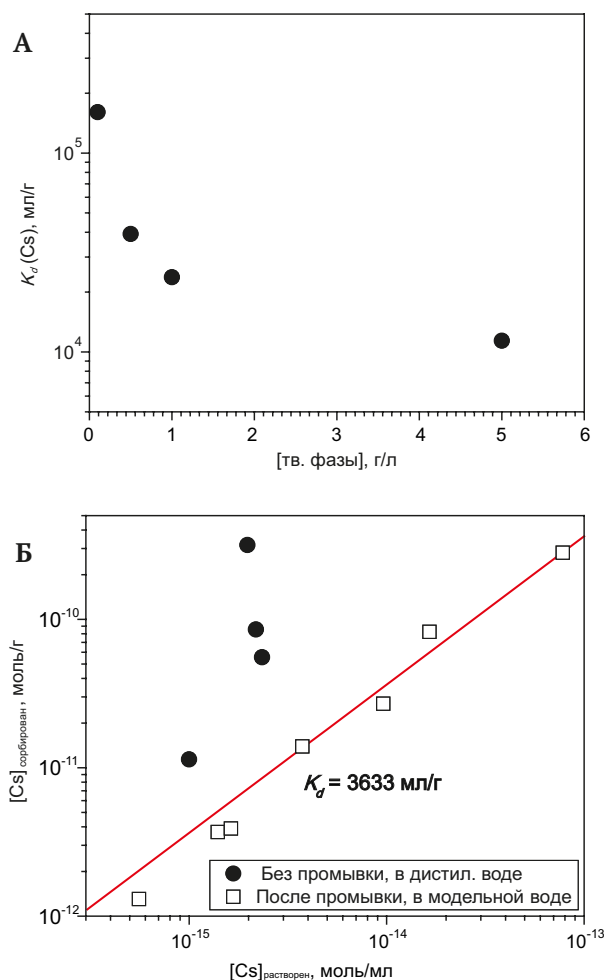 А
K_d (Cs), мл/г
10^5
10^4
0 1 2 3 4 5 6
[тв. фазы], г/л
Б
[Cs]сорбирован, моль/г
10^-10
10^-11
10^-12
K_d = 3633 мл/г
Без промывки, в дистил. воде
После промывки, в модельной воде
10^-15 10^-14 10^-13
[Cs]растворен, моль/мл